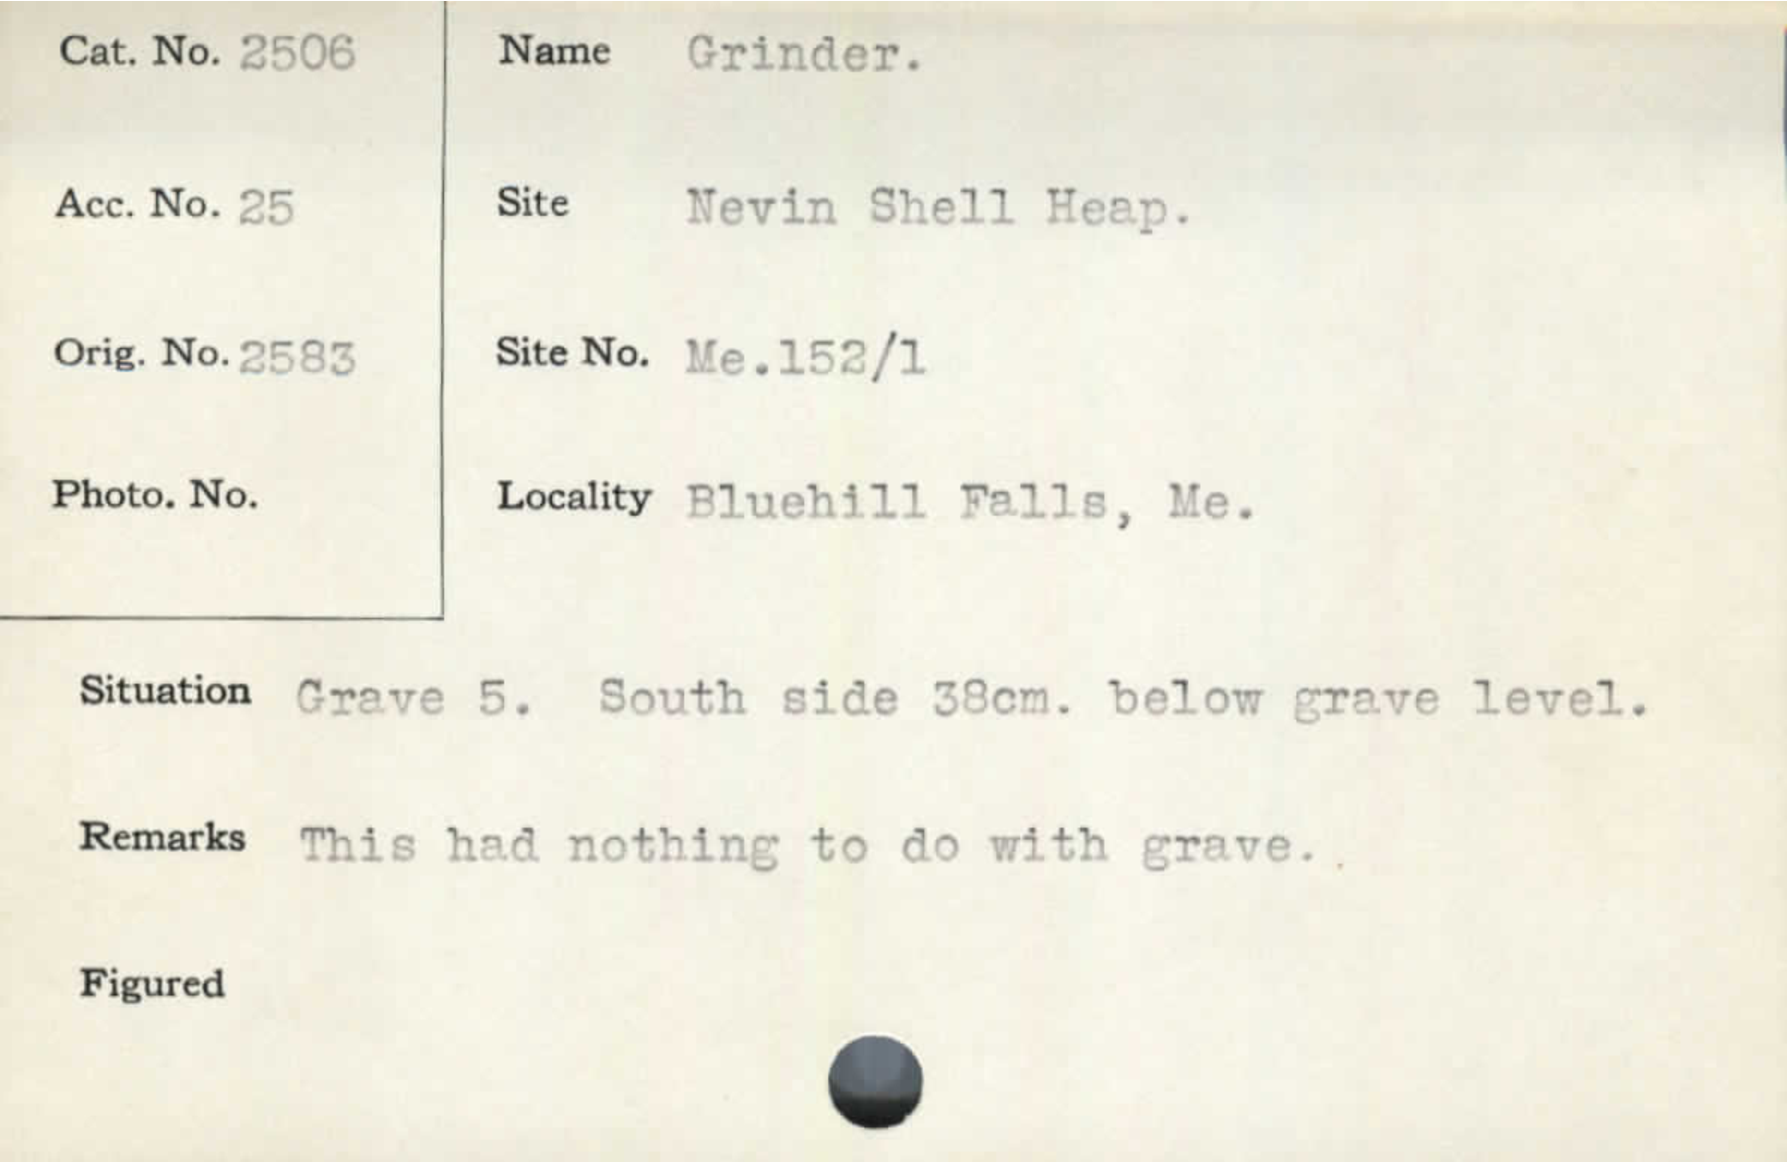 Cat. No. 2506
Acc. No. 25
Orig. No. 2583
Photo. No.
Name Grinder.
Site Nevin Shell Heap.
Site No. Me.152/1
Locality Bluehill Falls, Me.
Situation Grave 5. South side 38cm. below grave level.
Remarks This had nothing to do with grave.
Figured